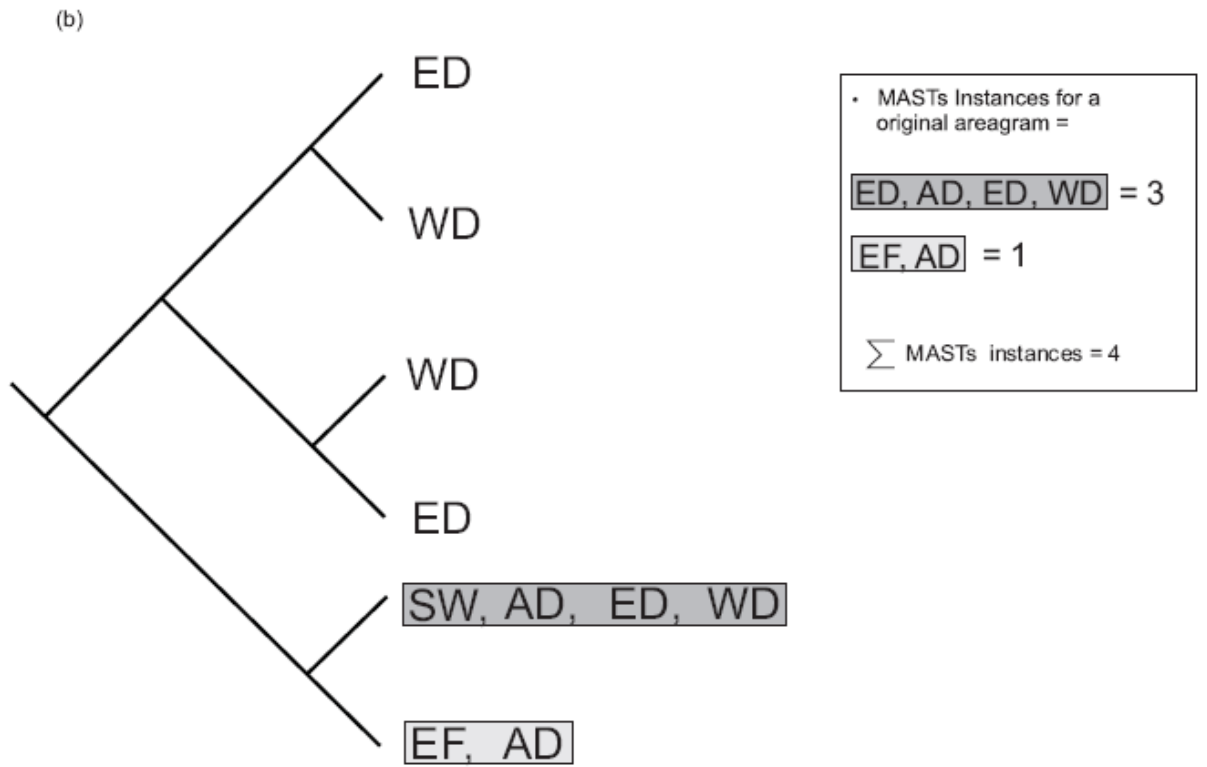 (b)
ED
WD
WD
ED
SW, AD, ED, WD
EF, AD
• MASTs Instances for a
original areagram =
ED, AD, ED, WD = 3
EF, AD = 1
∑ MASTs instances = 4